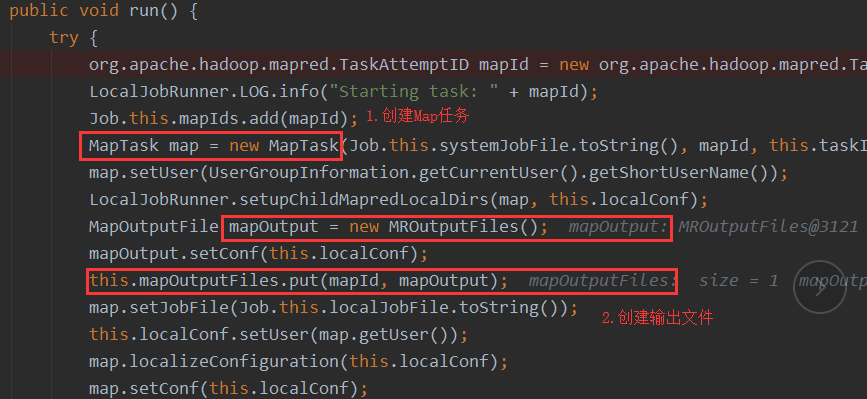 public void run() {
try {
org.apache.hadoop.mapred.TaskAttemptID mapId = new org.apache.hadoop.mapred.Ta
LocalJobRunner.LOG.info("Starting task: " + mapId);
Job.this.mapIds.add(mapId); 1.创建Map任务
MapTask map = new MapTask(Job.this.systemJobFile.toString(), mapId, this.taskI
map.setUser(UserGroupInformation.getCurrentUser().getShortUserName());
LocalJobRunner.setupChildMapredLocalDirs(map, this.localConf);
MapOutputFile mapOutput = new MROutputFiles(); mapOutput: MROutputFiles@3121
mapOutput.setConf(this.localConf);
this.mapOutputFiles.put(mapId, mapOutput); mapOutputFiles: size = 1 mapOutp
map.setJobFile(Job.this.localJobFile.toString());
2.创建输出文件
this.localConf.setUser(map.getUser());
map.localizeConfiguration(this.localConf);
map.setConf(this.localConf);